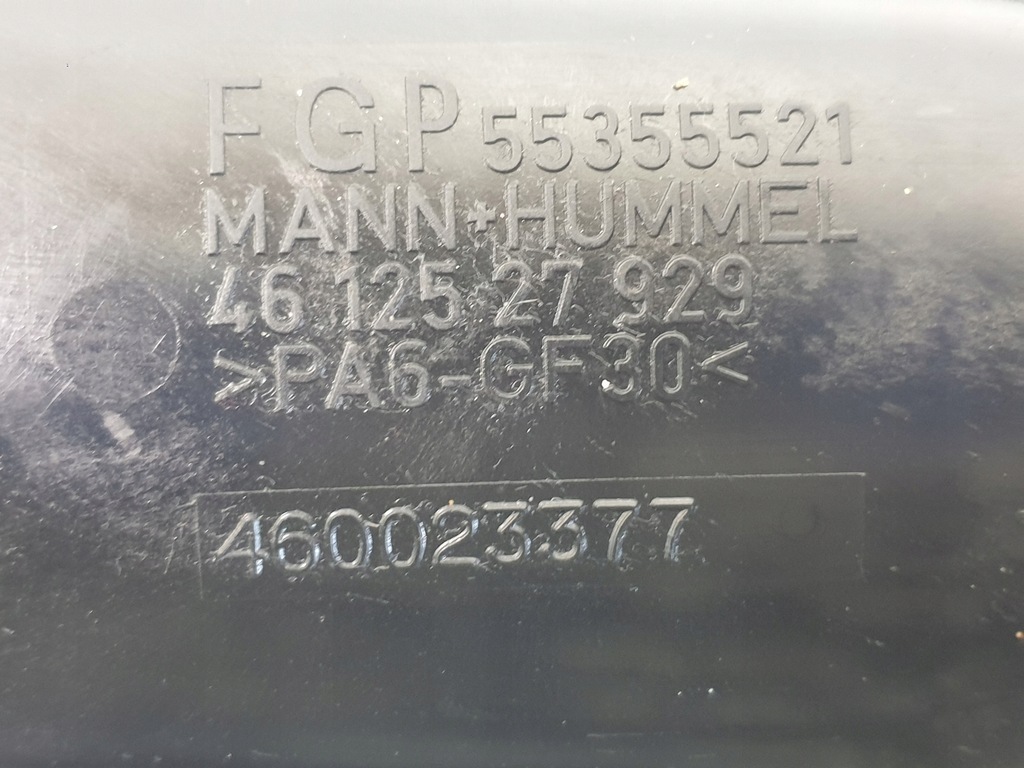 FGP 55355521
MANN+HUMMEL
46 125 27 929
>PA6-GF30<
460023377